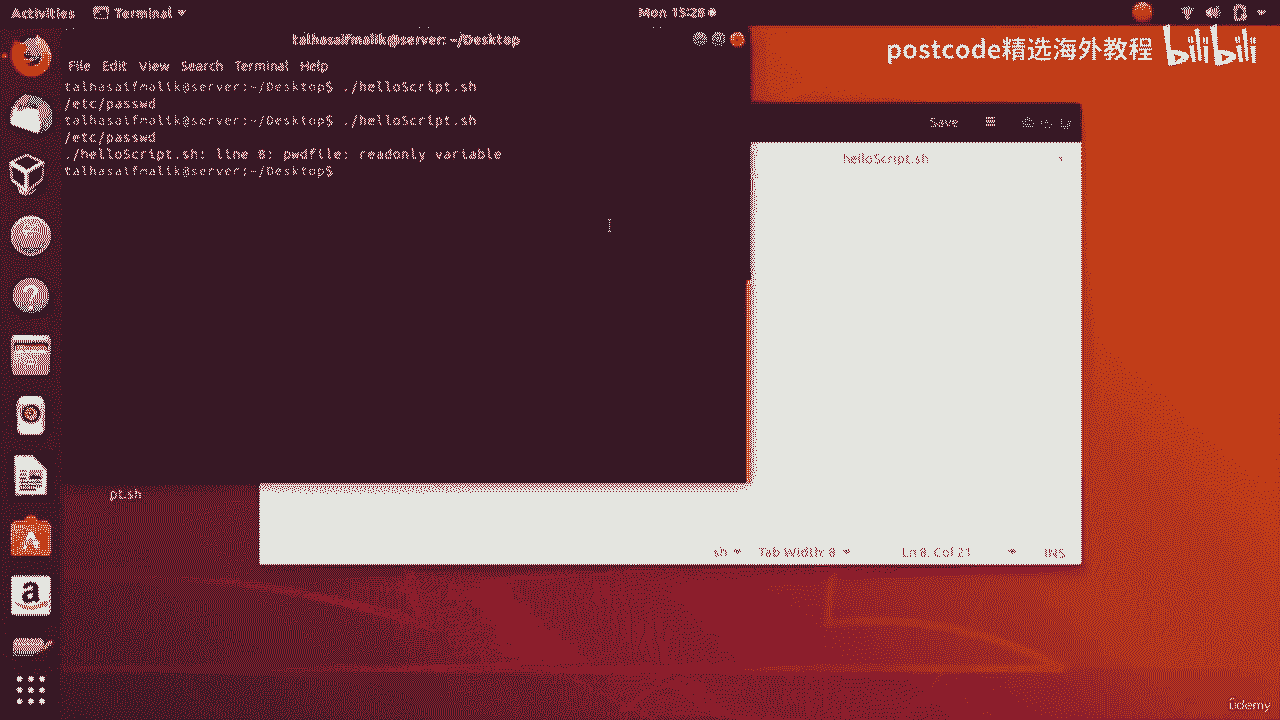 Activities Terminal Mon 15:28
talhasaifmalik@server: ~/Desktop
File Edit View Search Terminal Help
talhasaifmalik@server:~/Desktop$ ./helloScript.sh
/etc/passwd
talhasaifmalik@server:~/Desktop$ ./helloScript.sh
/etc/passwd
./helloScript.sh: line 8: pwdfile: readonly variable
talhasaifmalik@server:~/Desktop$
postcode精选海外教程 bilibili
Save
helloScript.sh
pt.sh
sh Tab Width: 8 Ln 8, Col 21 INS
udemy